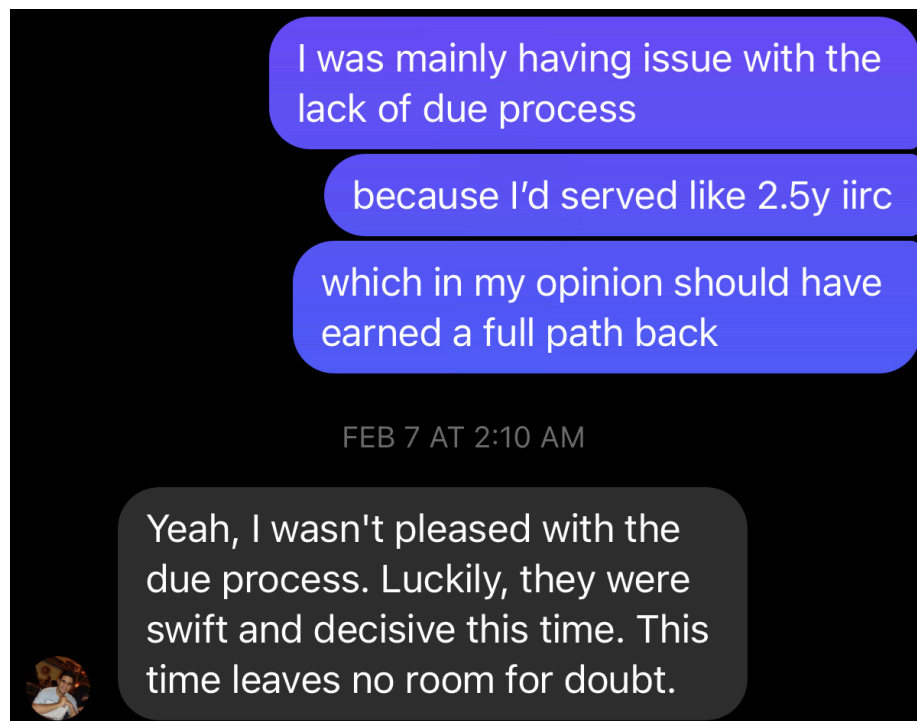 I was mainly having issue with the
lack of due process
because I’d served like 2.5y iirc
which in my opinion should have
earned a full path back
FEB 7 AT 2:10 AM
Yeah, I wasn't pleased with the
due process. Luckily, they were
swift and decisive this time. This
time leaves no room for doubt.